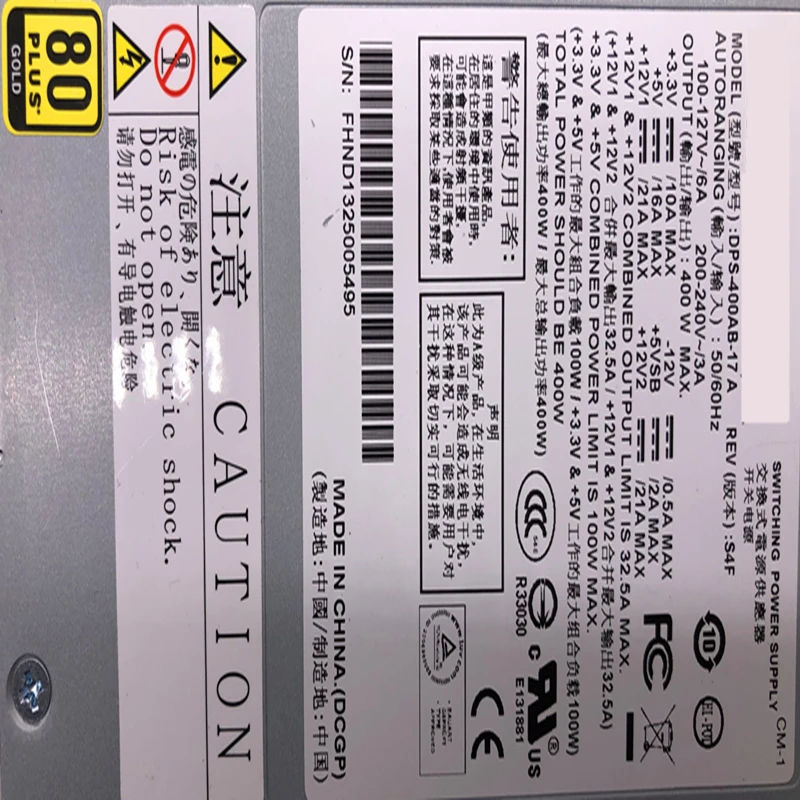 SWITCHING POWER SUPPLY CM-1
交換式電源供應器
开关电源
MODEL (型號/型号) :DPS-400AB-17 A REV (版本) :S4F
AUTORANGING (輸入/输入) : 50/60Hz
100-127V~/6A 200-240V~/3A
OUTPUT (輸出/输出) : 400 W MAX.
+3.3V /10A MAX -12V /0.5A MAX
+5V /16A MAX +5VSB /2A MAX
+12V1 /21A MAX +12V2 /21A MAX
+12V1 & +12V2 COMBINED OUTPUT LIMIT IS 32.5A MAX.
(+12V1 & +12V2 合併最大輸出32.5A / +12V1 & +12V2合并最大输出32.5A)
+3.3V & +5V COMBINED POWER LIMIT IS 100W MAX.
(+3.3V & +5V工作的最大組合負載100W / +3.3V & +5V工作的最大组合负载100W)
TOTAL POWER SHOULD BE 400W
(最大總輸出功率400W / 最大总输出功率400W)
10
HI-POT
FC
CCC
S&E
R33030
c UL US
®
E131881
CE
警告使用者:
這是甲類的資訊產品,
在居住的環境中使用時,
可能會造成射頻干擾,
在這種情況下,使用者會被
要求採取某些適當的對策.
声明
此为A级产品, 在生活环境中,
该产品可能会造成无线电干扰,
在这种情况下, 可能需要用户对
其干扰采取切实可行的措施.
S/N: FHND1325005495
MADE IN CHINA.(DCGP)
(製造地:中國/制造地:中国)
注意 CAUTION
感電の危険あり、開くな
Risk of electric shock.
Do not open
请勿打开、有导电触电危险
80
PLUS
GOLD